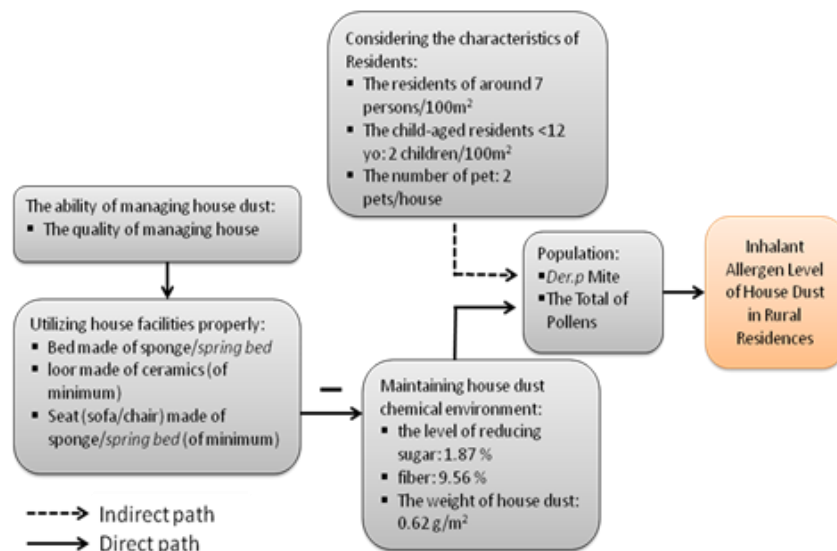 Considering the characteristics of
Residents:
▪ The residents of around 7
persons/100m²
▪ The child-aged residents <12
yo: 2 children/100m²
▪ The number of pet: 2
pets/house
The ability of managing house dust:
▪ The quality of managing house
Population:
▪Der.p Mite
▪The Total of
Pollens
Inhalant
Allergen Level
of House Dust
in Rural
Residences
Utilizing house facilities properly:
▪ Bed made of sponge/spring bed
▪ loor made of ceramics (of
minimum)
▪ Seat (sofa/chair) made of
sponge/spring bed (of minimum)
–
Maintaining house dust
chemical environment:
▪ the level of reducing
sugar: 1.87 %
▪ fiber: 9.56 %
▪ The weight of house dust:
0.62 g/m²
Indirect path
Direct path